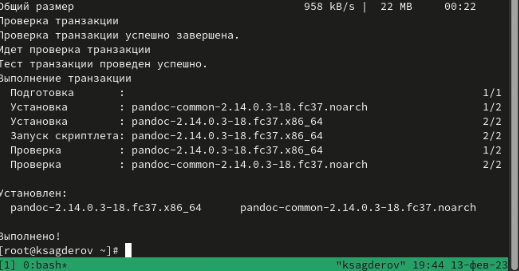 Общий размер 958 kB/s | 22 MB 00:22
Проверка транзакции
Проверка транзакции успешно завершена.
Идет проверка транзакции
Тест транзакции проведен успешно.
Выполнение транзакции
Подготовка : 1/1
Установка : pandoc-common-2.14.0.3-18.fc37.noarch 1/2
Установка : pandoc-2.14.0.3-18.fc37.x86_64 2/2
Запуск скриптлета: pandoc-2.14.0.3-18.fc37.x86_64 2/2
Проверка : pandoc-2.14.0.3-18.fc37.x86_64 1/2
Проверка : pandoc-common-2.14.0.3-18.fc37.noarch 2/2
Установлен:
pandoc-2.14.0.3-18.fc37.x86_64 pandoc-common-2.14.0.3-18.fc37.noarch
Выполнено!
[root@ksagderov ~]#
[1] 0:bash* "ksagderov" 19:44 13-фев-23